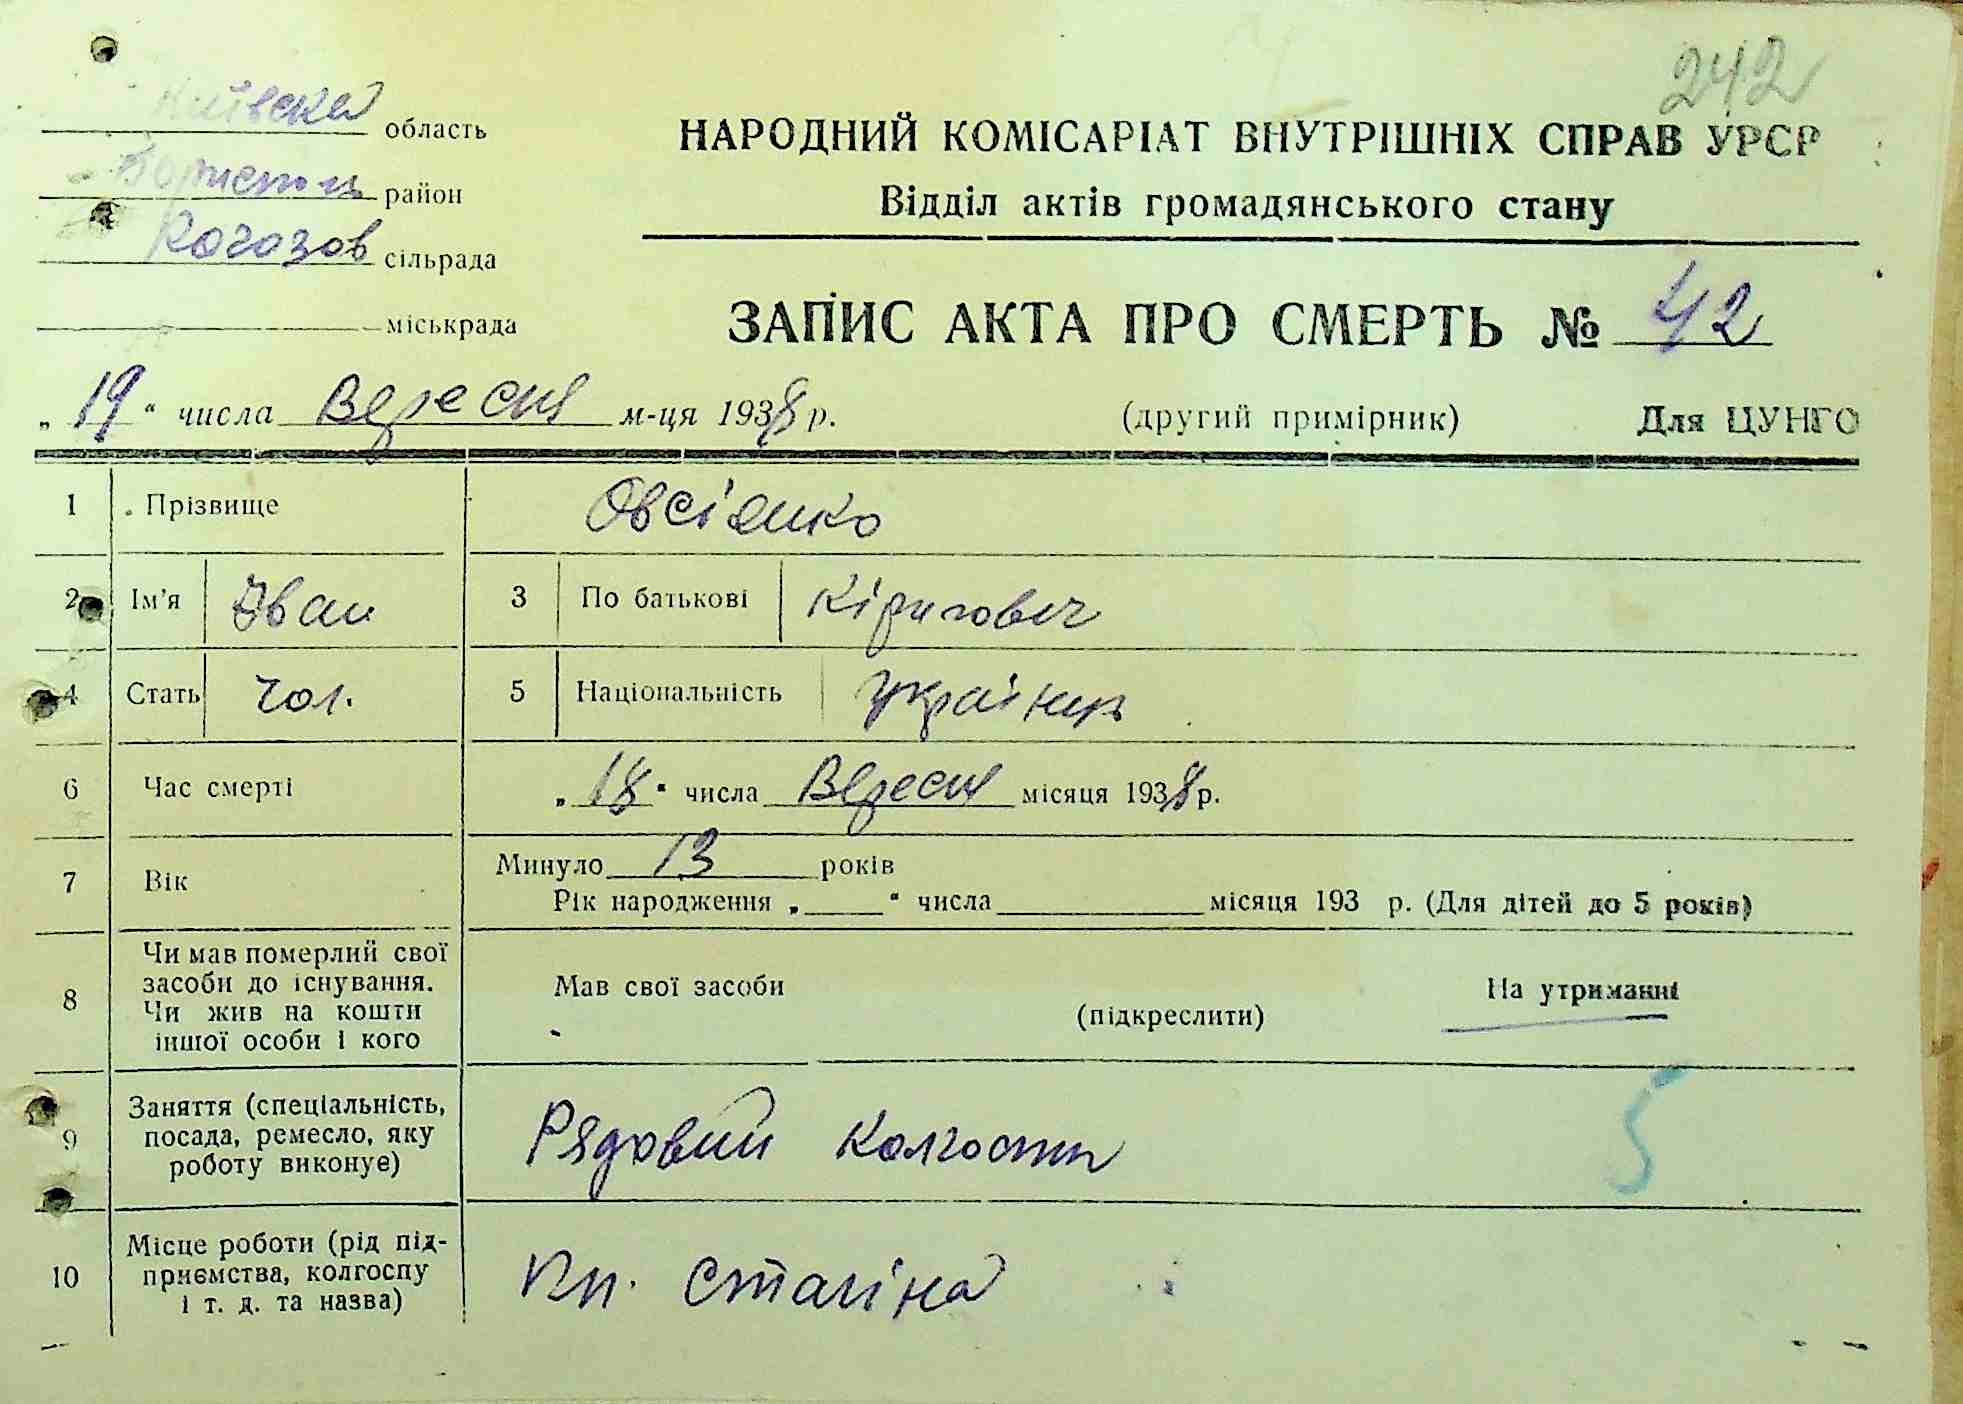 242
Київска область
Бориспоць район
Рогозов сільрада
міськрада
НАРОДНИЙ КОМІСАРІАТ ВНУТРІШНІХ СПРАВ УРСР
Відділ актів громадянського стану
ЗАПИС АКТА ПРО СМЕРТЬ № 42
„19“ числа Вересня м-ця 1938 р. (другий примірник) Для ЦУНГО
1 Прізвище Овсієнко
2 Ім'я Іван 3 По батькові Кірилович
4 Стать чол. 5 Національність українець
6 Час смерті „18“ числа Вересня місяця 1938 р.
7 Вік Минуло 13 років
Рік народження „ “ числа місяця 193 р. (Для дітей до 5 років)
8 Чи мав померлий свої
засоби до існування.
Чи жив на кошти
іншої особи і кого
Мав свої засоби (підкреслити) На утриманні
9 Заняття (спеціальність,
посада, ремесло, яку
роботу виконує)
Рядовий колгоспн
5
10 Місце роботи (рід під-
приємства, колгоспу
і т. д. та назва)
Сталіна